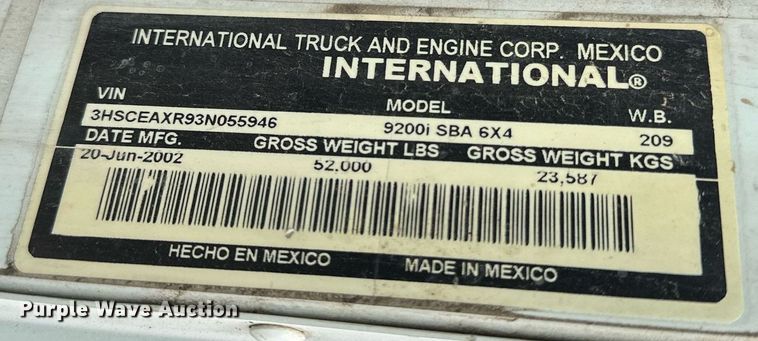 INTERNATIONAL TRUCK AND ENGINE CORP. MEXICO
INTERNATIONAL®
VIN MODEL W.B.
3HSCEAXR93N055946 9200i SBA 6X4 209
DATE MFG. GROSS WEIGHT LBS GROSS WEIGHT KGS
20-Jun-2002 52,000 23,587
HECHO EN MEXICO MADE IN MEXICO
Purple Wave Auction